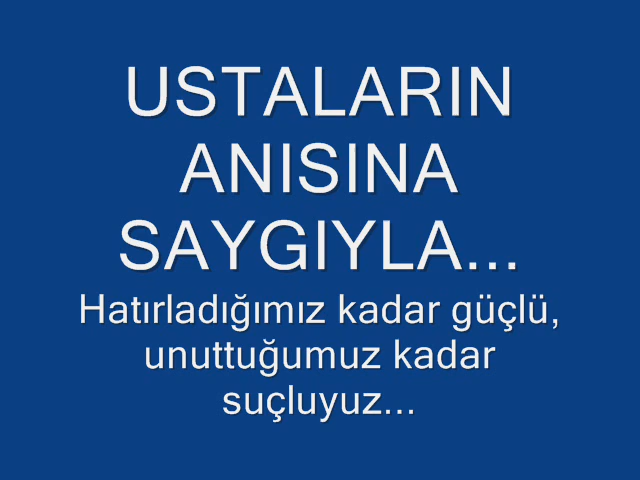 USTALARIN
ANISINA
SAYGIYLA...
Hatırladığımız kadar güçlü,
unuttuğumuz kadar
suçluyuz...